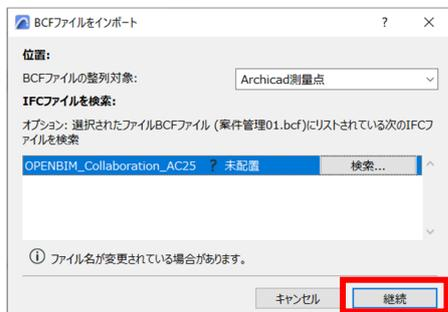 BCFファイルをインポート
? ×
位置:
BCFファイルの整列対象:
Archicad測量点
IFCファイルを検索:
オプション: 選択されたファイルBCFファイル (案件管理01.bcf)にリストされている次のIFCフ
ァイルを検索
OPENBIM_Collaboration_AC25 ? 未配置 検索...
ファイル名が変更されている場合があります。
キャンセル 継続